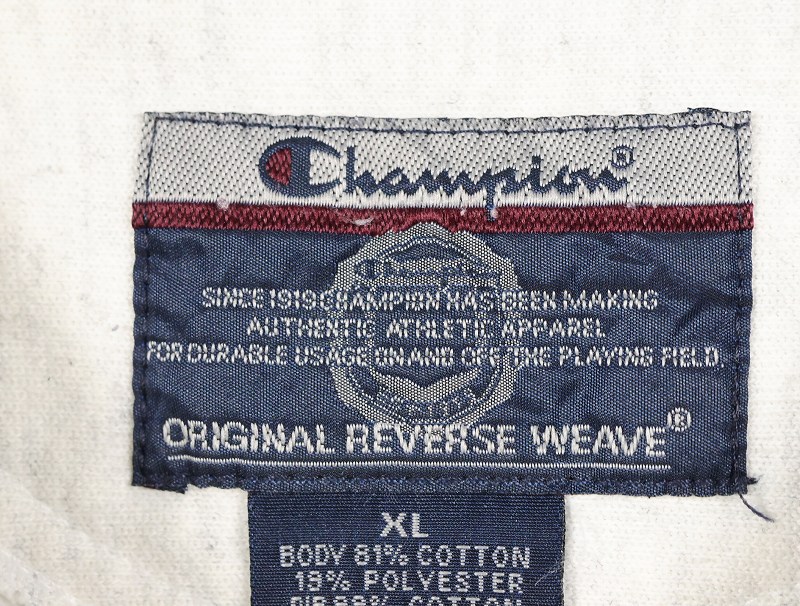 Champion®
SINCE 1919 CHAMPION HAS BEEN MAKING
AUTHENTIC ATHLETIC APPAREL
FOR DURABLE USAGE ON AND OFF THE PLAYING FIELD.
ORIGINAL REVERSE WEAVE®
XL
BODY 81% COTTON
19% POLYESTER
COTTON